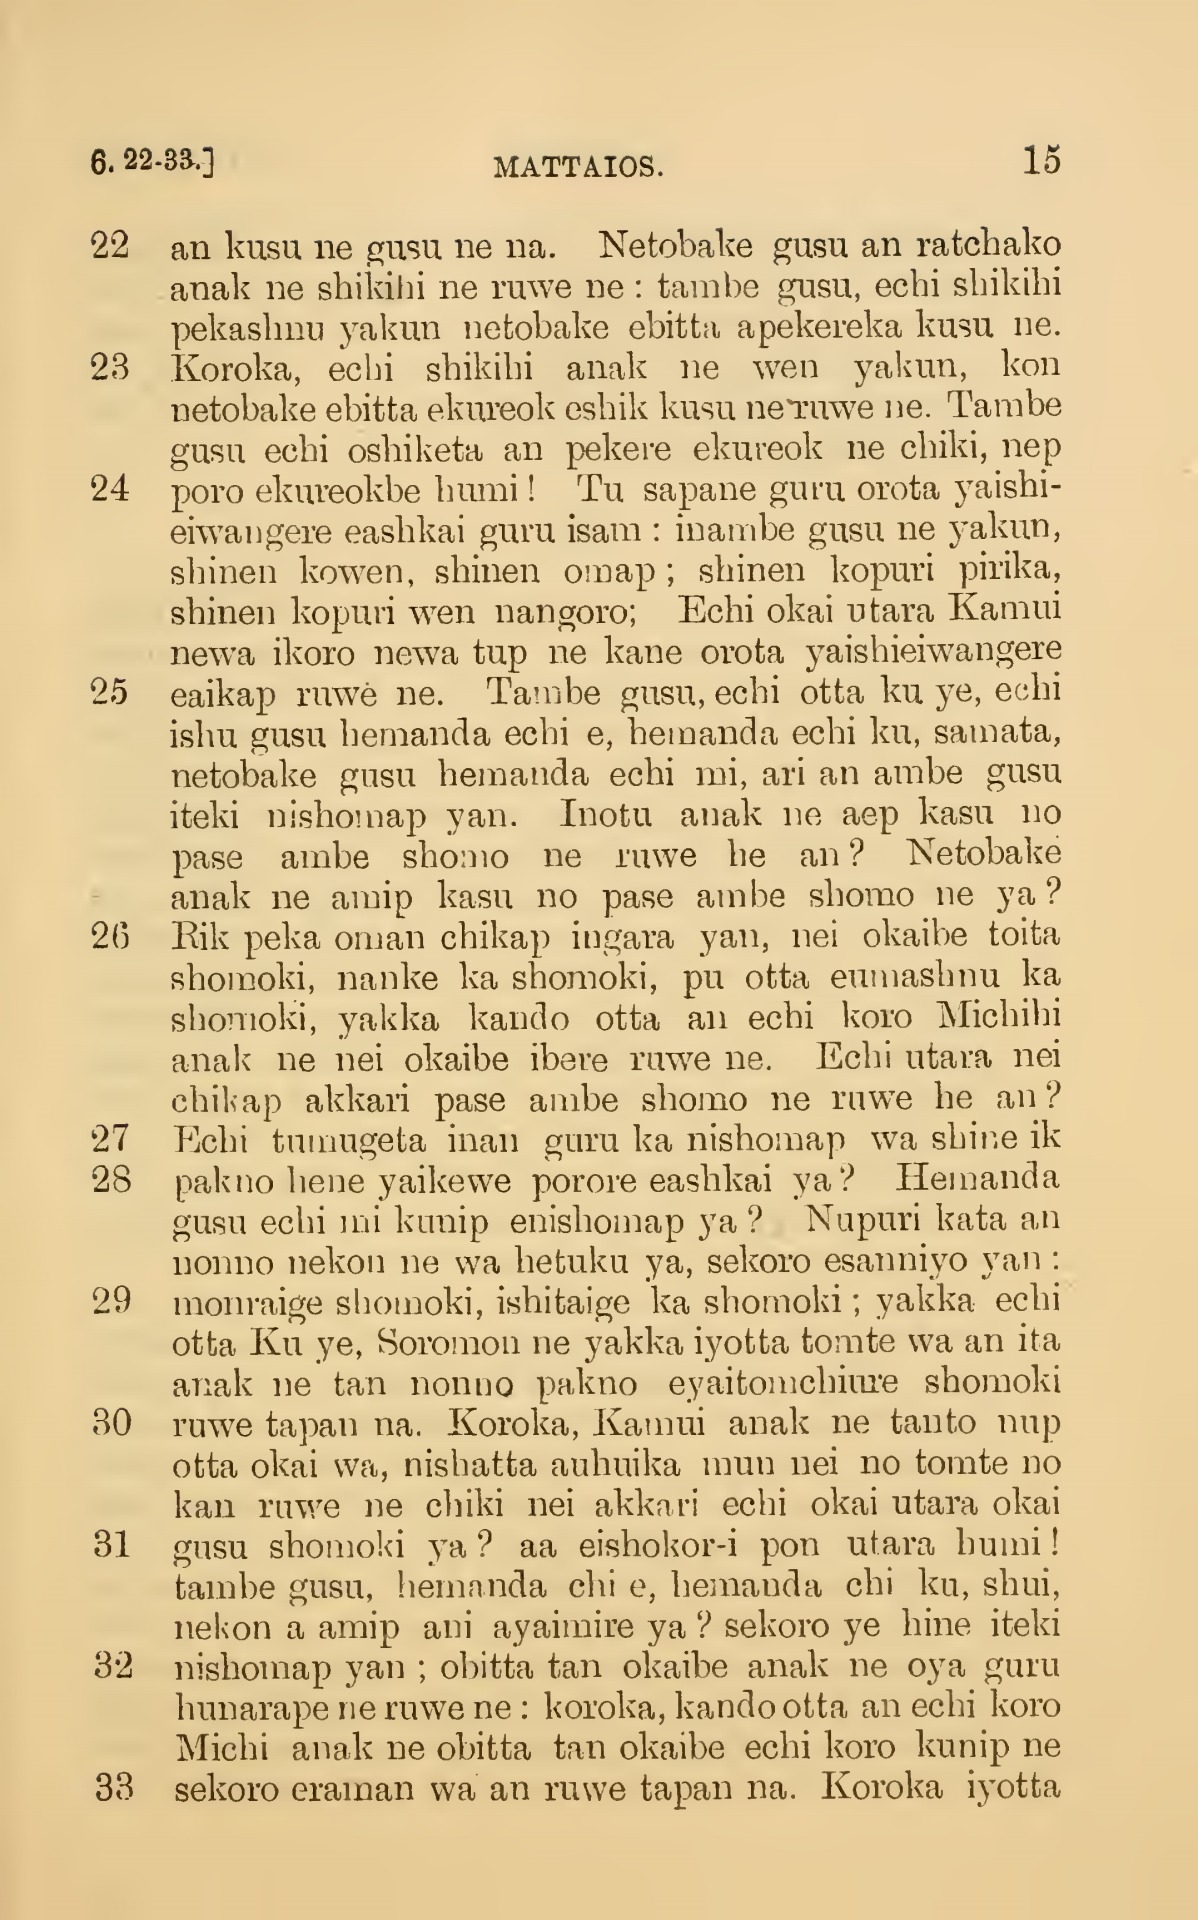 6. 22-33.] MATTAIOS. 15
22 an kusu ne gusu ne na. Netobake gusu an ratchako
anak ne shikihi ne ruwe ne : tambe gusu, echi shikihi
pekashnu yakun netobake ebitta apekereka kusu ne.
23 Koroka, echi shikihi anak ne wen yakun, kon
netobake ebitta ekureok eshik kusu ne ruwe ne. Tambe
gusu echi oshiketa an pekere ekureok ne chiki, nep
24 poro ekureokbe humi ! Tu sapane guru orota yaishi-
eiwangere eashkai guru isam : inambe gusu ne yakun,
shinen kowen, shinen omap ; shinen kopuri pirika,
shinen kopuri wen nangoro; Echi okai utara Kamui
newa ikoro newa tup ne kane orota yaishieiwangere
25 eaikap ruwe ne. Tambe gusu, echi otta ku ye, echi
ishu gusu hemanda echi e, hemanda echi ku, samata,
netobake gusu hemanda echi mi, ari an ambe gusu
iteki nishomap yan. Inotu anak ne aep kasu no
pase ambe shomo ne ruwe he an ? Netobake
anak ne amip kasu no pase ambe shomo ne ya ?
26 Rik peka oman chikap ingara yan, nei okaibe toita
shomoki, nanke ka shomoki, pu otta eumashnu ka
shomoki, yakka kando otta an echi koro Michihi
anak ne nei okaibe ibere ruwe ne. Echi utara nei
chikap akkari pase ambe shomo ne ruwe he an ?
27 Echi tumugeta inan guru ka nishomap wa shine ik
28 pakno hene yaikewe porore eashkai ya ? Hemanda
gusu echi mi kunip enishomap ya ? Nupuri kata an
nonno nekon ne wa hetuku ya, sekoro esanniyo yan :
29 monraige shomoki, ishitaige ka shomoki ; yakka echi
otta Ku ye, Soromon ne yakka iyotta tomte wa an ita
anak ne tan nonno pakno eyaitomchiure shomoki
30 ruwe tapan na. Koroka, Kamui anak ne tanto nup
otta okai wa, nishatta auhuika mun nei no tomte no
kan ruwe ne chiki nei akkari echi okai utara okai
31 gusu shomoki ya ? aa eishokor-i pon utara humi !
tambe gusu, hemanda chi e, hemanda chi ku, shui,
nekon a amip ani ayaimire ya ? sekoro ye hine iteki
32 nishomap yan ; obitta tan okaibe anak ne oya guru
hunarape ne ruwe ne : koroka, kando otta an echi koro
Michi anak ne obitta tan okaibe echi koro kunip ne
33 sekoro eraman wa an ruwe tapan na. Koroka iyotta